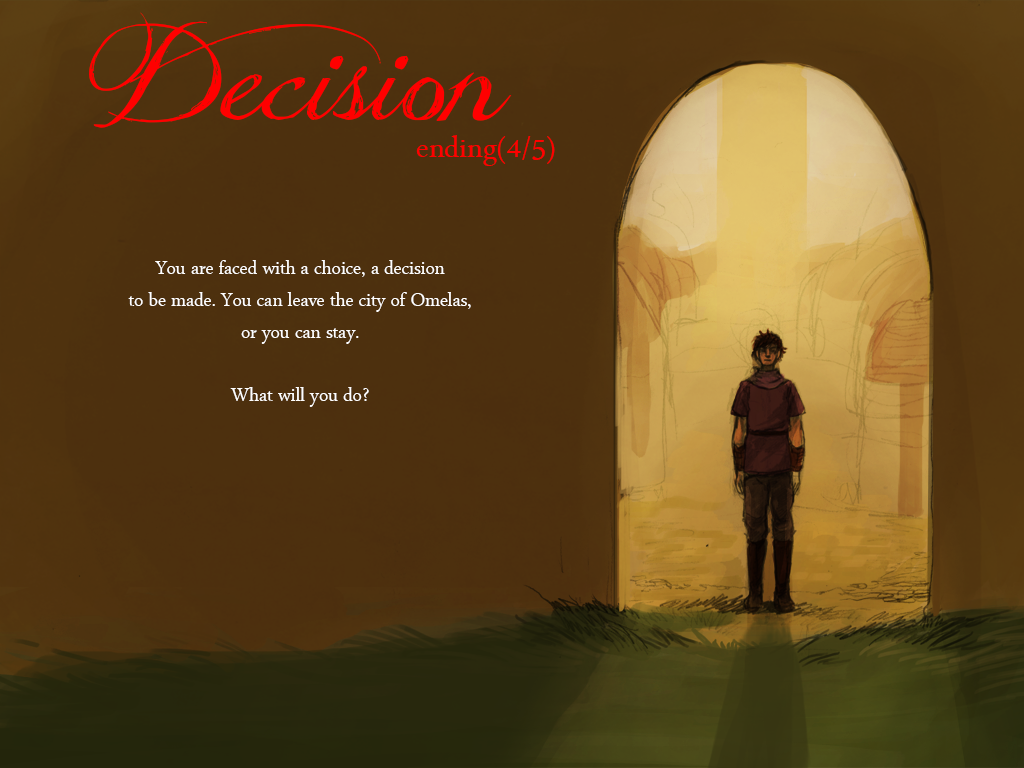 Decision
ending(4/5)
You are faced with a choice, a decision
to be made. You can leave the city of Omelas,
or you can stay.
What will you do?